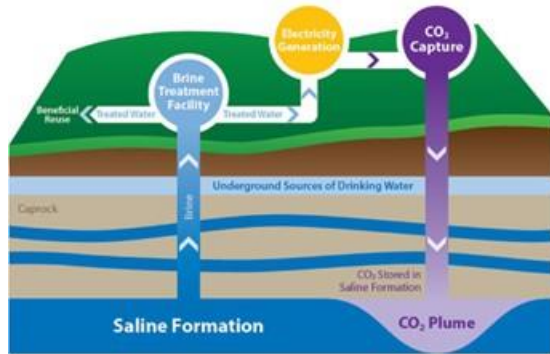 Electricity
Generation
CO₂
Capture
Brine
Treatment
Facility
Beneficial
Reuse
Treated Water
Treated Water
Underground Sources of Drinking Water
Caprock
Brine
CO₂ Stored in
Saline Formation
Saline Formation
CO₂ Plume